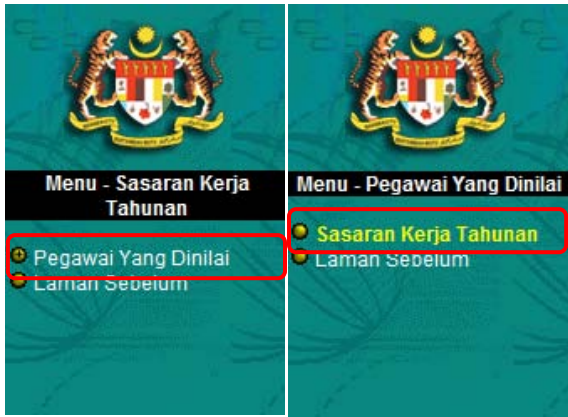 Menu - Sasaran Kerja
Tahunan
Pegawai Yang Dinilai
Laman Sebelum
Menu - Pegawai Yang Dinilai
Sasaran Kerja Tahunan
Laman Sebelum